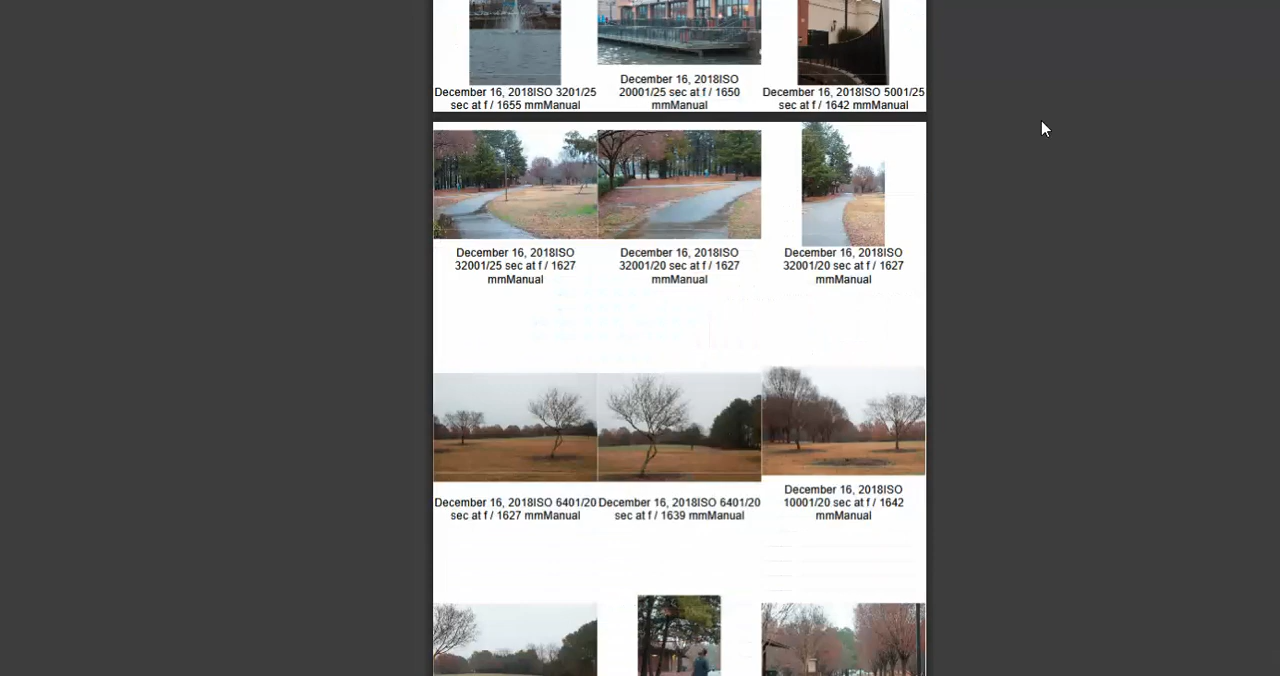 December 16, 2018ISO 3201/25
sec at f / 1655 mmManual
December 16, 2018ISO
20001/25 sec at f / 1650
mmManual
December 16, 2018ISO 5001/25
sec at f / 1642 mmManual
December 16, 2018ISO
32001/25 sec at f / 1627
mmManual
December 16, 2018ISO
32001/20 sec at f / 1627
mmManual
December 16, 2018ISO
32001/20 sec at f / 1627
mmManual
December 16, 2018ISO 6401/20
sec at f / 1627 mmManual
December 16, 2018ISO 6401/20
sec at f / 1639 mmManual
December 16, 2018ISO
10001/20 sec at f / 1642
mmManual